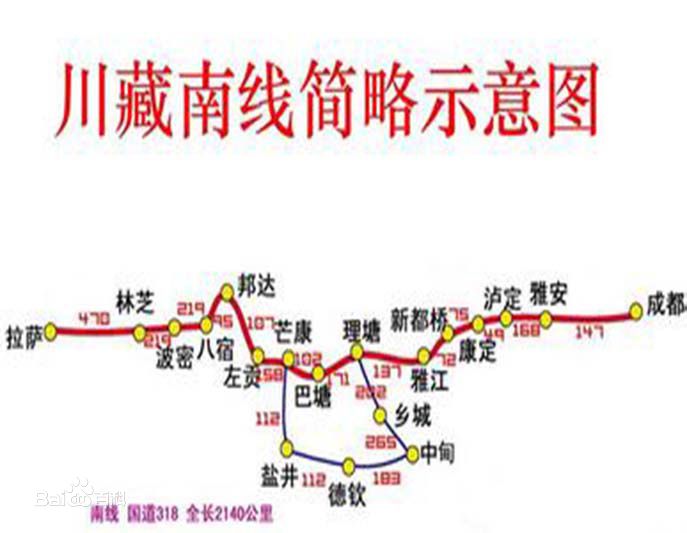 川藏南线简略示意图
邦达
林芝
219
成都
470
95
107
芒康
理塘
新都桥
75
泸定
雅安
拉萨
219
波密
八宿
49
168
147
左贡
158
102
巴塘
171
137
72
康定
雅江
232
112
乡城
265
中甸
盐井
112
183
德钦
Bai百科
南线 国道318 全长2140公里